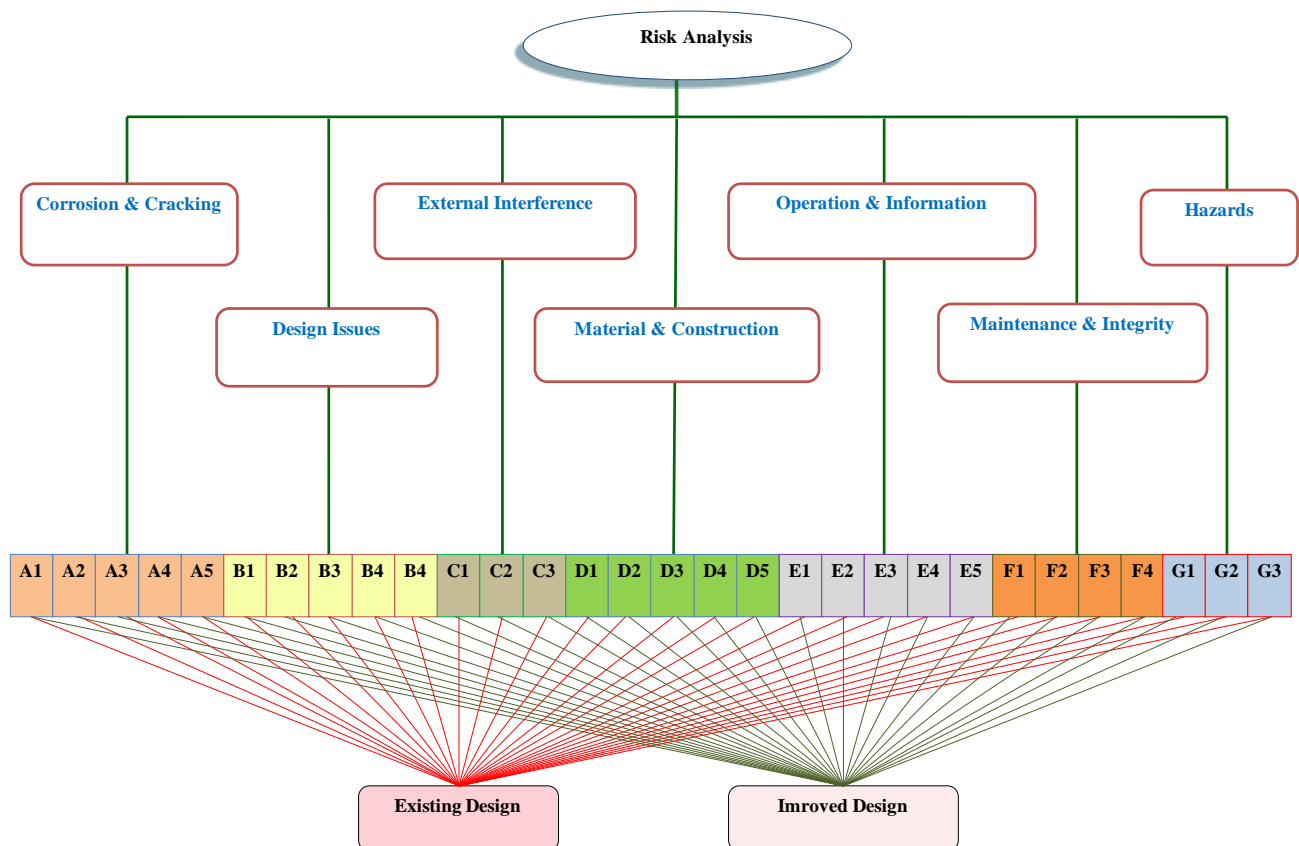 Risk Analysis
Corrosion & Cracking
External Interference
Operation & Information
Hazards
Design Issues
Material & Construction
Maintenance & Integrity
A1 A2 A3 A4 A5 B1 B2 B3 B4 B4 C1 C2 C3 D1 D2 D3 D4 D5 E1 E2 E3 E4 E5 F1 F2 F3 F4 G1 G2 G3
Existing Design
Imroved Design